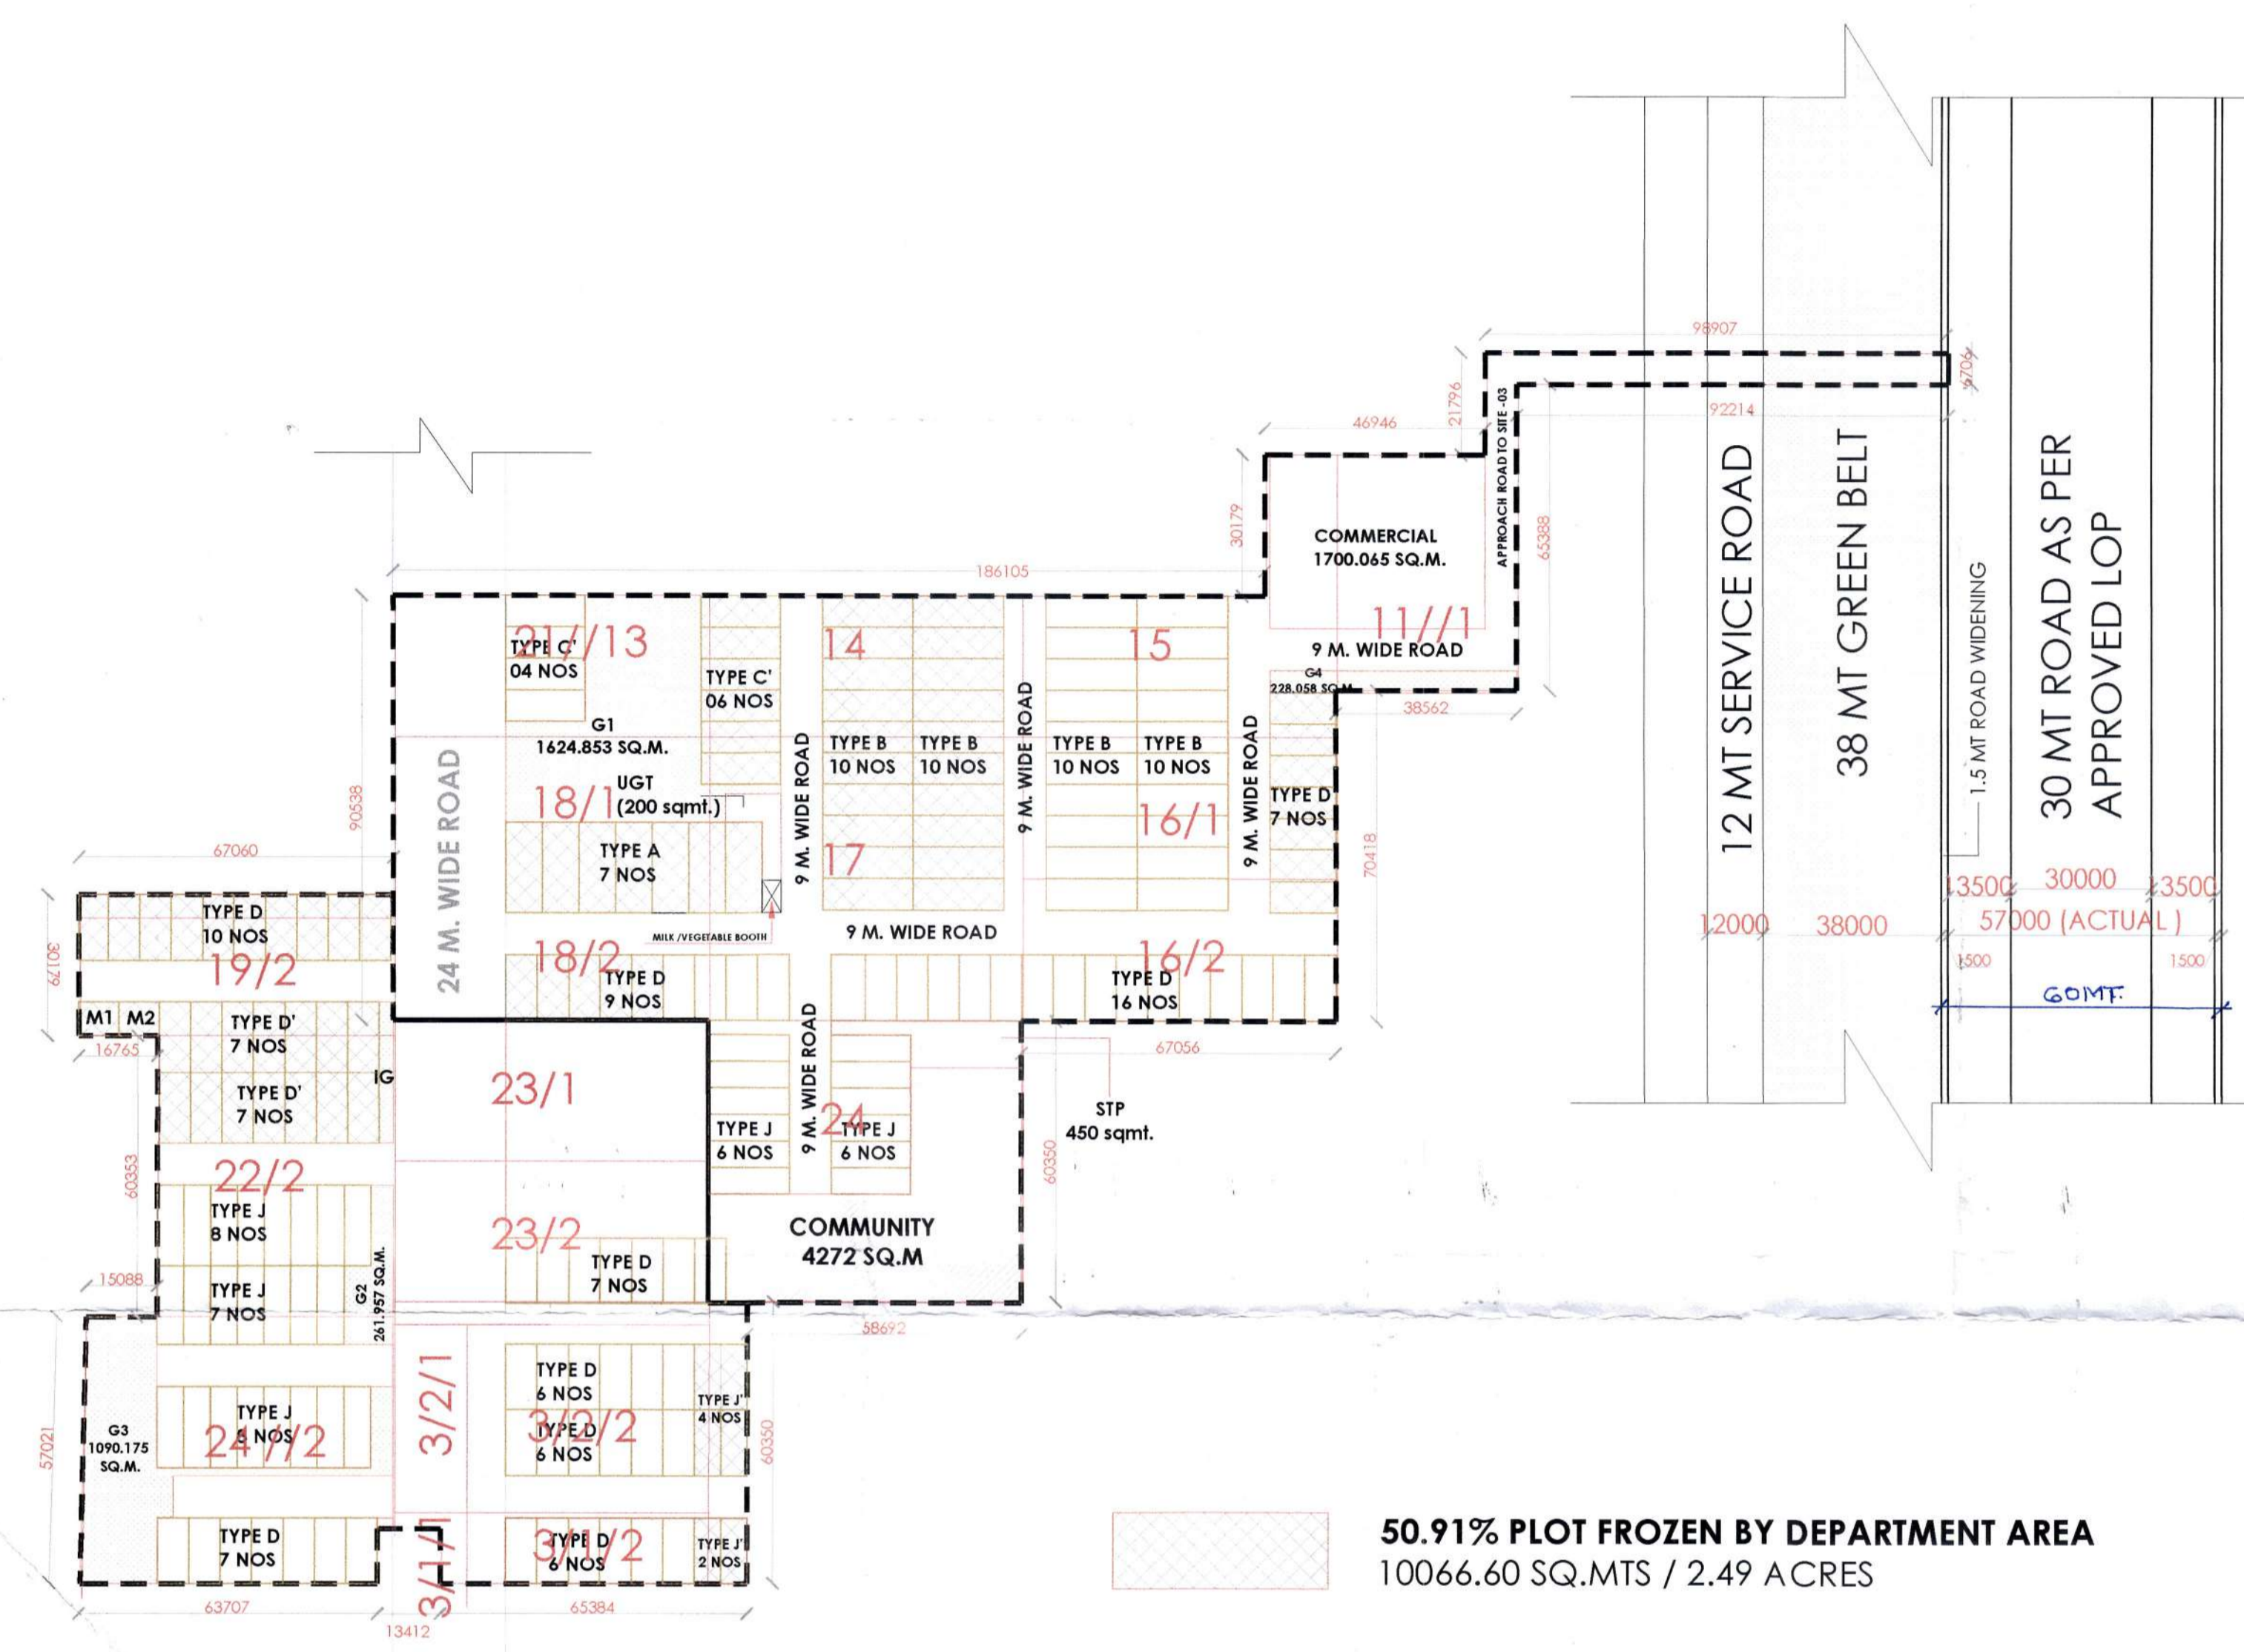 98907
6706
92214
21796
46946
APPROACH ROAD TO SITE -03
30179
COMMERCIAL
1700.065 SQ.M.
65388
186105
11//1
9 M. WIDE ROAD
G4
228.058 SQ.M
38562
12 MT SERVICE ROAD
38 MT GREEN BELT
1.5 MT ROAD WIDENING
30 MT ROAD AS PER
APPROVED LOP
13500
30000
13500
12000
38000
57000 (ACTUAL )
1500
1500
60MT.
21//13
TYPE C'
04 NOS
TYPE C'
06 NOS
14
15
G1
1624.853 SQ.M.
UGT
(200 sqmt.)
18/1
TYPE A
7 NOS
9 M. WIDE ROAD
TYPE B
10 NOS
TYPE B
10 NOS
17
9 M. WIDE ROAD
TYPE B
10 NOS
TYPE B
10 NOS
16/1
9 M. WIDE ROAD
TYPE D
7 NOS
70418
90538
24 M. WIDE ROAD
MILK /VEGETABLE BOOTH
9 M. WIDE ROAD
18/2
TYPE D
9 NOS
16/2
TYPE D
16 NOS
67060
TYPE D
10 NOS
19/2
30179
M1 M2
TYPE D'
7 NOS
16765
TYPE D'
7 NOS
IG
23/1
9 M. WIDE ROAD
67056
STP
450 sqmt.
24
TYPE J
6 NOS
TYPE J
6 NOS
60350
60353
22/2
TYPE J
8 NOS
23/2
TYPE D
7 NOS
COMMUNITY
4272 SQ.M
15088
TYPE J
7 NOS
G2
261.957 SQ.M.
58692
3/2/1
TYPE D
6 NOS
TYPE J'
4 NOS
3/2/2
TYPE D
6 NOS
60350
57021
G3
1090.175
SQ.M.
TYPE J
NOS
24//2
TYPE D
7 NOS
3/1/1
3/1/2
TYPE D
6 NOS
TYPE J'
2 NOS
63707
13412
65384
50.91% PLOT FROZEN BY DEPARTMENT AREA
10066.60 SQ.MTS / 2.49 ACRES